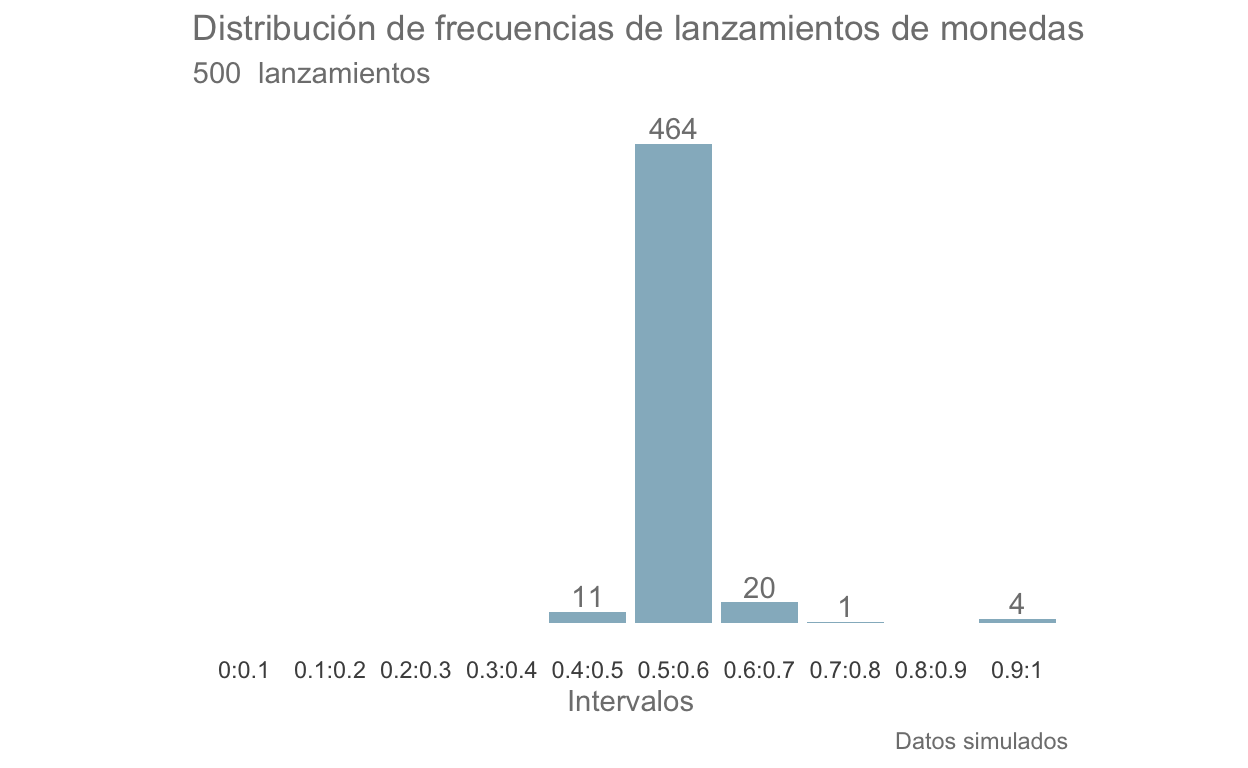 Distribución de frecuencias de lanzamientos de monedas
500 lanzamientos
464
11
20
1
4
0:0.1 0.1:0.2 0.2:0.3 0.3:0.4 0.4:0.5 0.5:0.6 0.6:0.7 0.7:0.8 0.8:0.9 0.9:1
Intervalos
Datos simulados